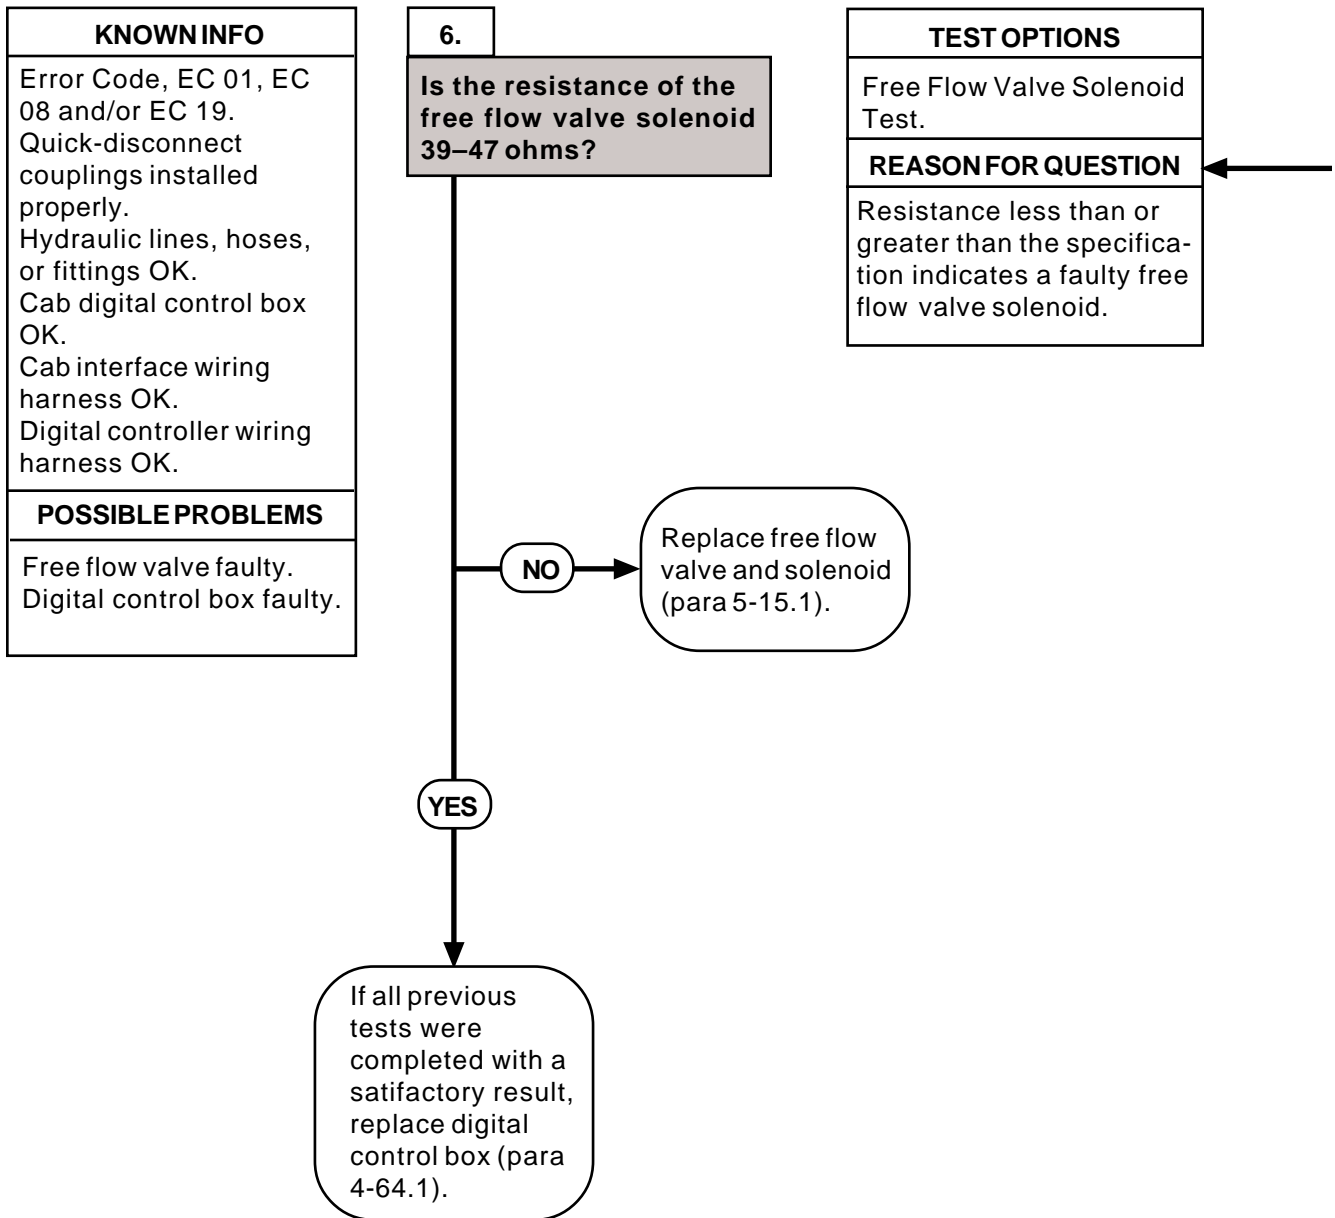 KNOWN INFO
Error Code, EC 01, EC
08 and/or EC 19.
Quick-disconnect
couplings installed
properly.
Hydraulic lines, hoses,
or fittings OK.
Cab digital control box
OK.
Cab interface wiring
harness OK.
Digital controller wiring
harness OK.
POSSIBLE PROBLEMS
Free flow valve faulty.
Digital control box faulty.
6.
Is the resistance of the
free flow valve solenoid
39–47 ohms?
TEST OPTIONS
Free Flow Valve Solenoid
Test.
REASON FOR QUESTION
Resistance less than or
greater than the specifica-
tion indicates a faulty free
flow valve solenoid.
NO
Replace free flow
valve and solenoid
(para 5-15.1).
YES
If all previous
tests were
completed with a
satifactory result,
replace digital
control box (para
4-64.1).